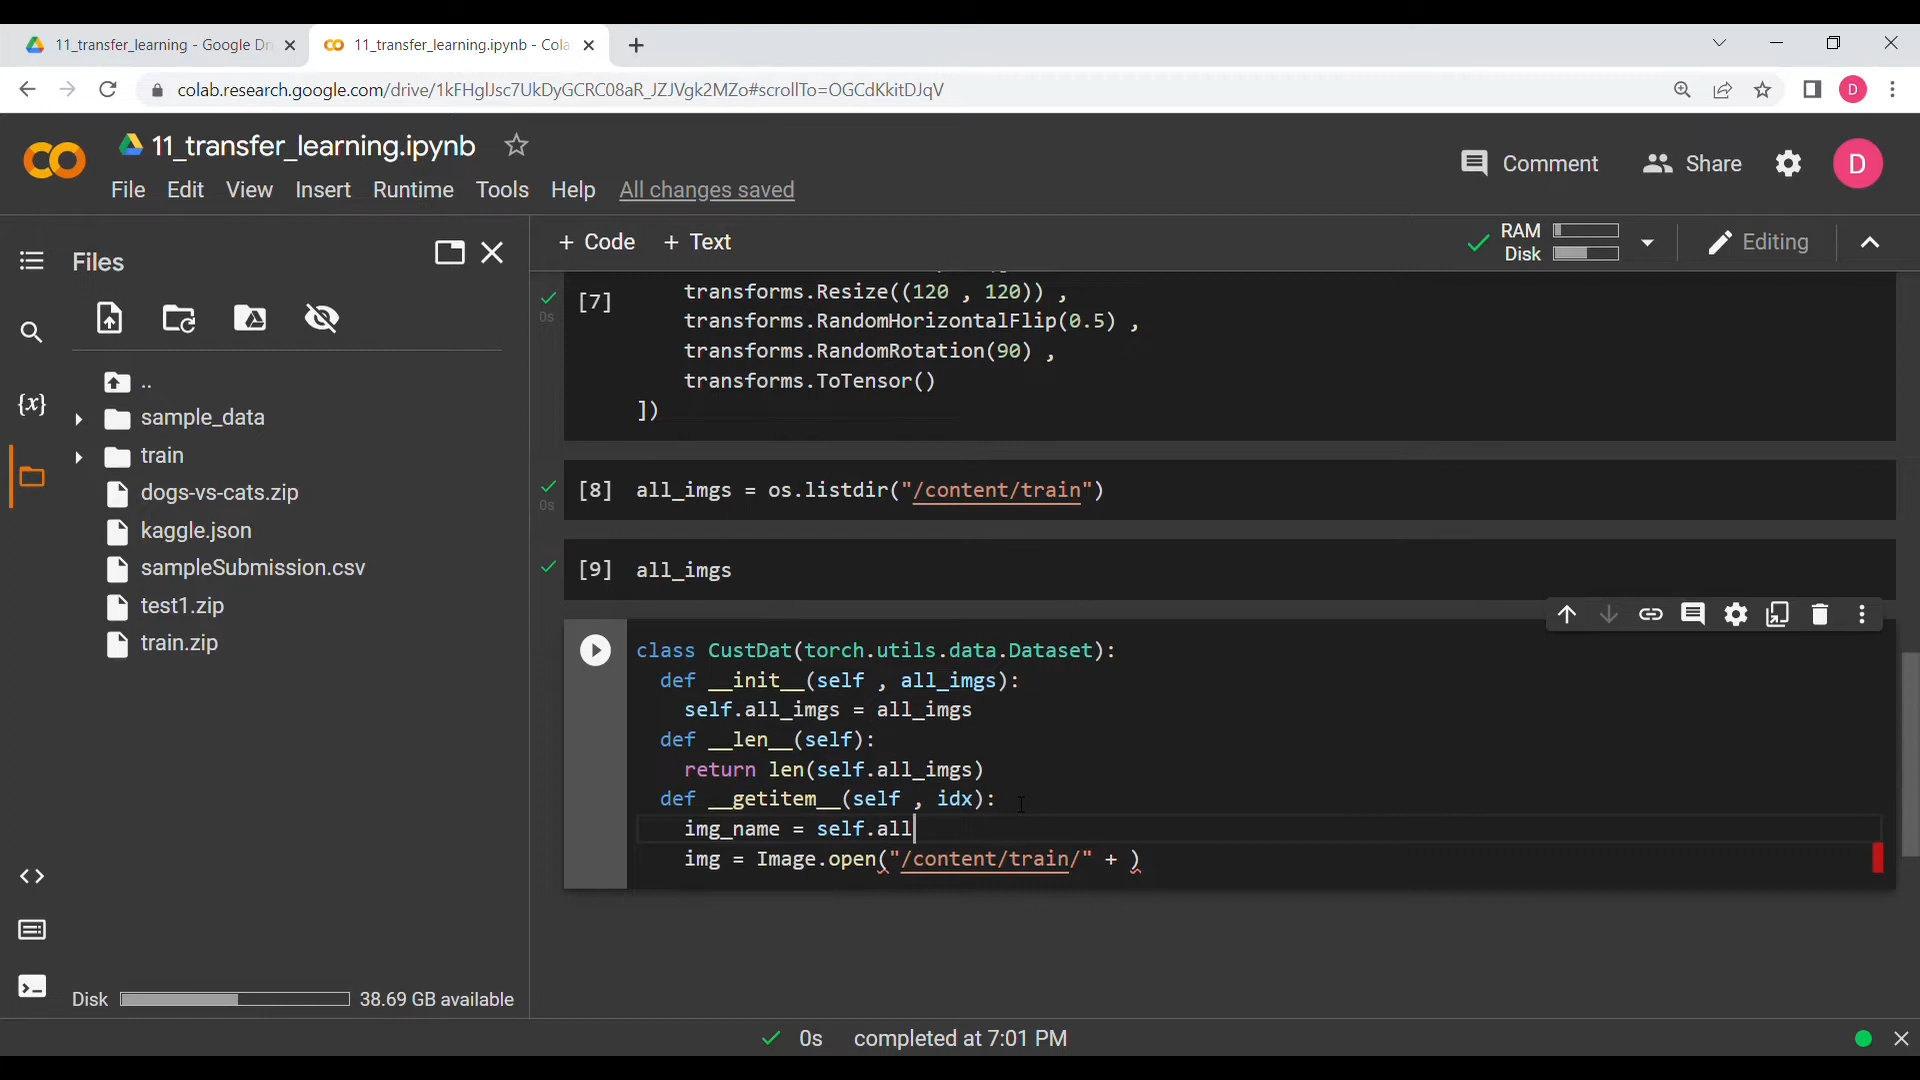 11_transfer_learning - Google Dr
11_transfer_learning.ipynb - Cola
colab.research.google.com/drive/1kFHglJsc7UkDyGCRC08aR_JZJVgk2MZo#scrollTo=OGCdKkitDJqV
D
11_transfer_learning.ipynb
Comment
Share
D
File Edit View Insert Runtime Tools Help All changes saved
Files
+ Code + Text
RAM
Disk
Editing
..
sample_data
train
dogs-vs-cats.zip
kaggle.json
sampleSubmission.csv
test1.zip
train.zip
{x}
Disk
38.69 GB available
0s
[7]
transforms.Resize((120 , 120)) ,
transforms.RandomHorizontalFlip(0.5) ,
transforms.RandomRotation(90) ,
transforms.ToTensor()
])
0s
[8] all_imgs = os.listdir("/content/train")
[9] all_imgs
class CustDat(torch.utils.data.Dataset):
def __init__(self , all_imgs):
self.all_imgs = all_imgs
def __len__(self):
return len(self.all_imgs)
def __getitem__(self , idx):
img_name = self.all
img = Image.open("/content/train/" + )
0s completed at 7:01 PM